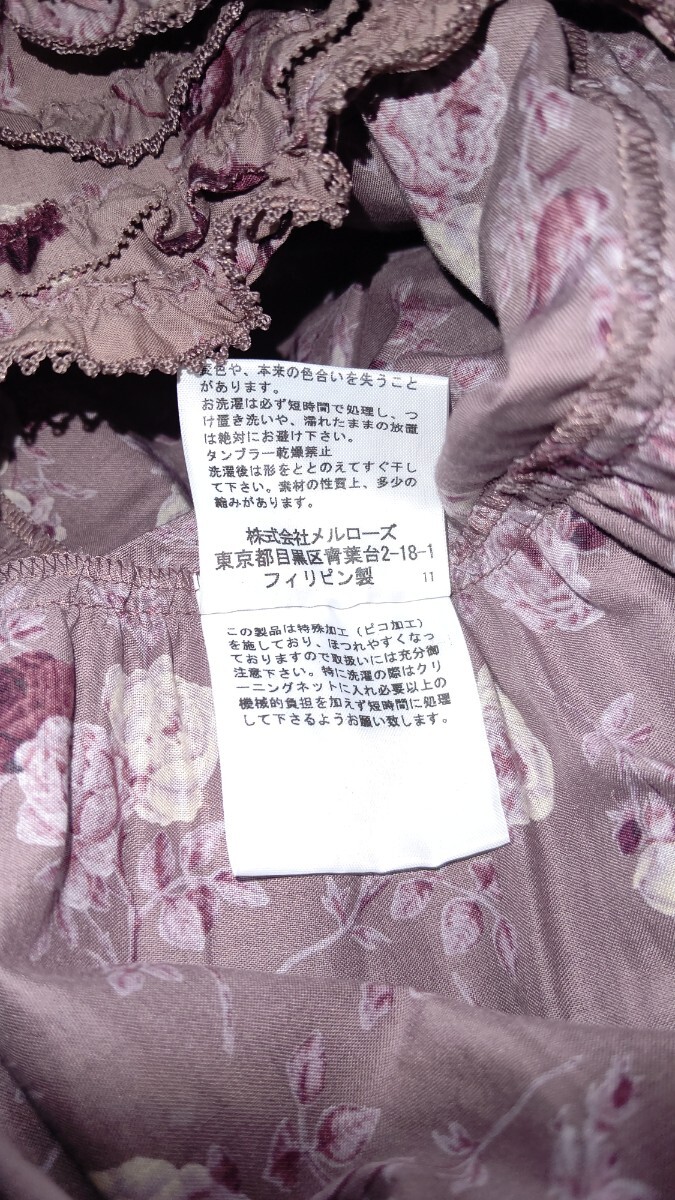 変色や、本来の色合いを失うこと
があります。
お洗濯は必ず短時間で処理し、つ
け置き洗いや、濡れたままの放置
は絶対にお避け下さい。
タンブラー乾燥禁止
洗濯後は形をととのえてすぐ干し
て下さい。素材の性質上、多少の
縮みがあります。
株式会社メルローズ
東京都目黒区青葉台2-18-1
フィリピン製 11
この製品は特殊加工(ピコ加工)
を施しており、ほつれやすくなっ
ておりますので取扱いには充分御
注意下さい。特に洗濯の際はクリ
ーニングネットに入れ必要以上の
機械的負担を加えず短時間に処理
して下さるようお願い致します。